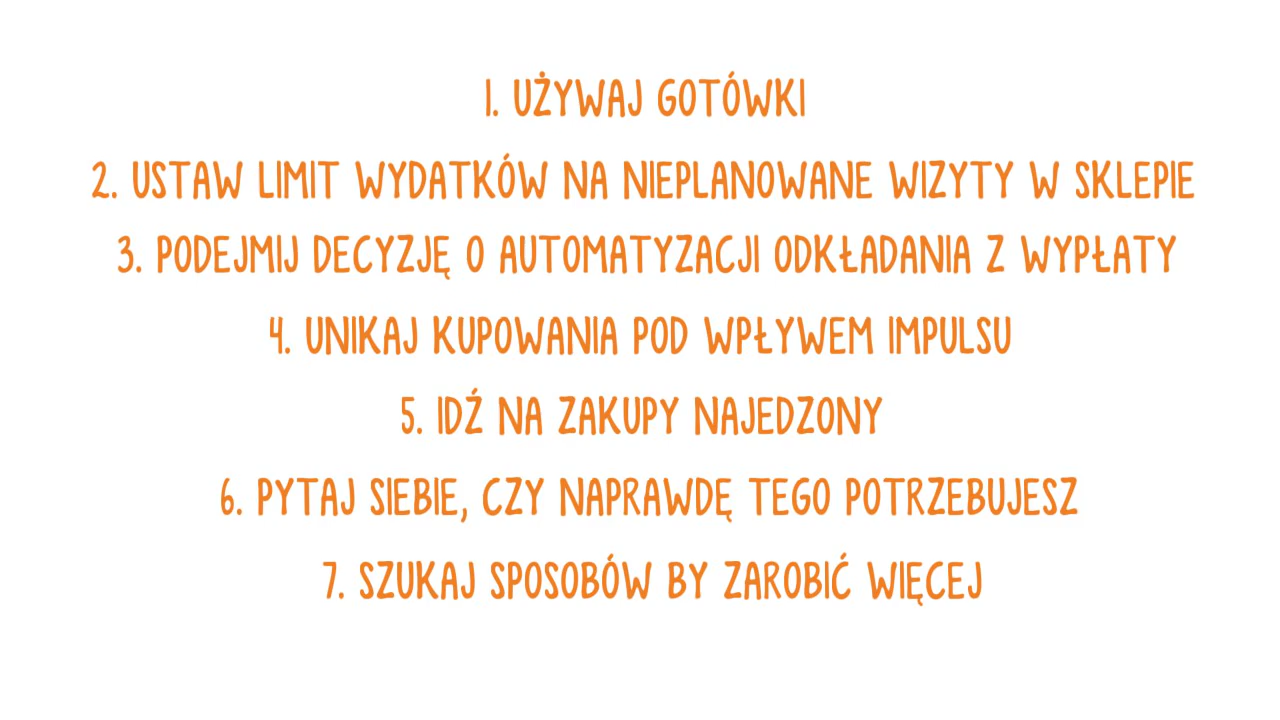 1. UŻYWAJ GOTÓWKI
2. USTAW LIMIT WYDATKÓW NA NIEPLANOWANE WIZYTY W SKLEPIE
3. PODEJMIJ DECYZJĘ O AUTOMATYZACJI ODKŁADANIA Z WYPŁATY
4. UNIKAJ KUPOWANIA POD WPŁYWEM IMPULSU
5. IDŹ NA ZAKUPY NAJEDZONY
6. PYTAJ SIEBIE, CZY NAPRAWDĘ TEGO POTRZEBUJESZ
7. SZUKAJ SPOSOBÓW BY ZAROBIĆ WIĘCEJ